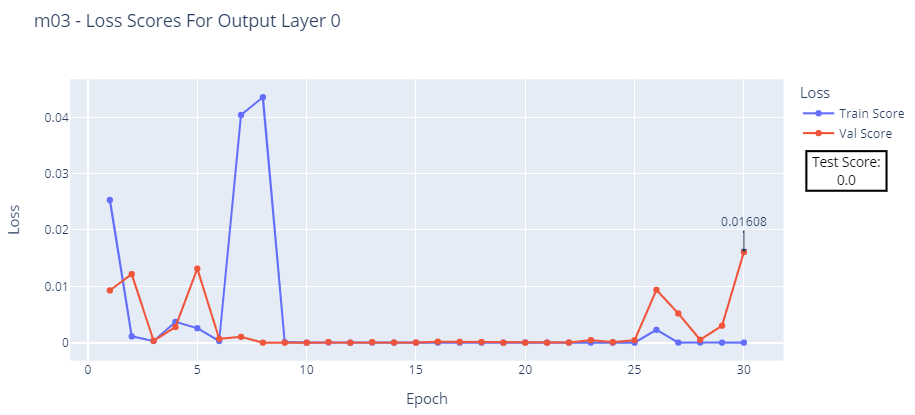 m03 - Loss Scores For Output Layer 0
Loss
Train Score
Val Score
Test Score:
0.0
0.01608
0.04
0.03
0.02
0.01
0
Loss
0 5 10 15 20 25 30
Epoch